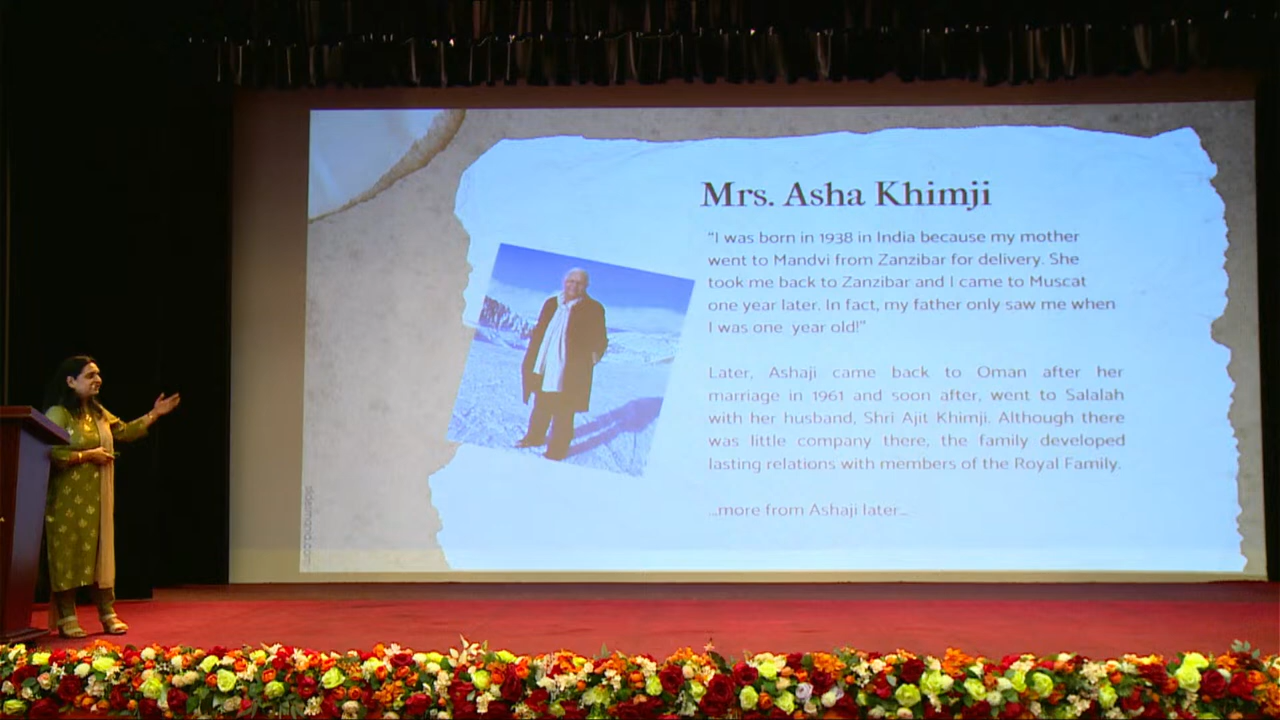 Mrs. Asha Khimji
“I was born in 1938 in India because my mother
went to Mandvi from Zanzibar for delivery. She
took me back to Zanzibar and I came to Muscat
one year later. In fact, my father only saw me when
I was one year old!”
Later, Ashaji came back to Oman after her
marriage in 1961 and soon after, went to Salalah
with her husband, Shri Ajit Khimji. Although there
was little company there, the family developed
lasting relations with members of the Royal Family.
...more from Ashaji later...